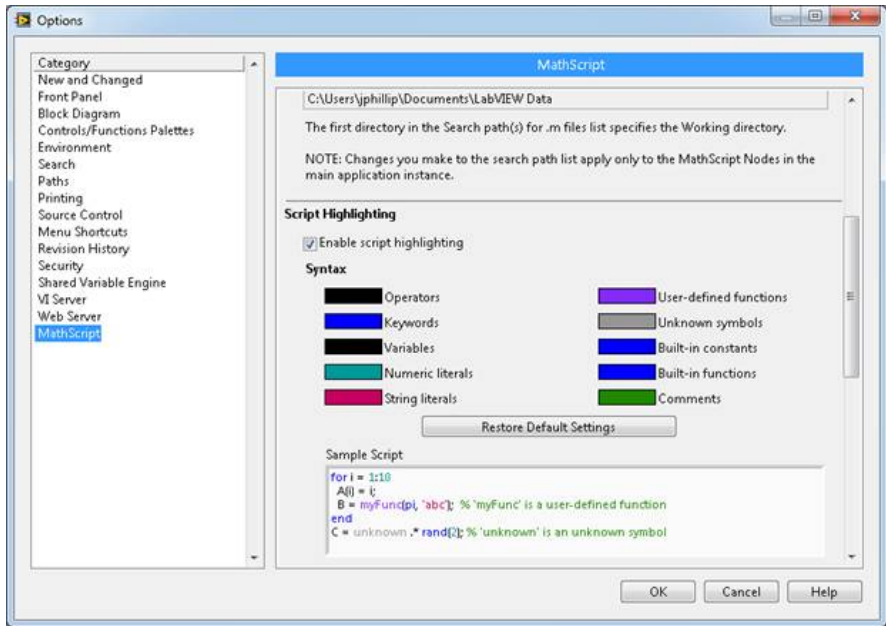 Options
Category
New and Changed
Front Panel
Block Diagram
Controls/Functions Palettes
Environment
Search
Paths
Printing
Source Control
Menu Shortcuts
Revision History
Security
Shared Variable Engine
VI Server
Web Server
MathScript
MathScript
C:\Users\jphillip\Documents\LabVIEW Data
The first directory in the Search path(s) for .m files list specifies the Working directory.
NOTE: Changes you make to the search path list apply only to the MathScript Nodes in the
main application instance.
Script Highlighting
Enable script highlighting
Syntax
Operators
Keywords
Variables
Numeric literals
String literals
User-defined functions
Unknown symbols
Built-in constants
Built-in functions
Comments
Restore Default Settings
Sample Script
for i = 1:10
A(i) = i;
B = myFunc(pi, 'abc'); % 'myFunc' is a user-defined function
end
C = unknown .* rand(2); % 'unknown' is an unknown symbol
OK
Cancel
Help